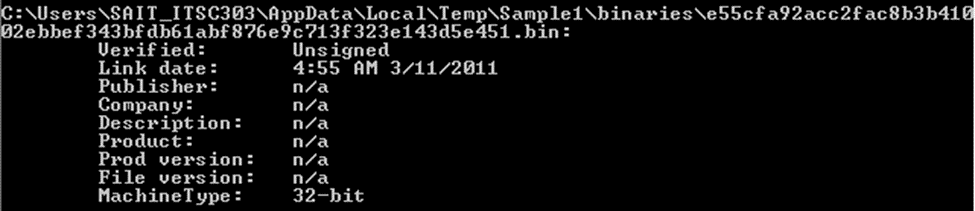 C:\Users\SAIT_ITSC303\AppData\Local\Temp\Sample1\binaries\e55cfa92acc2fac8b3b410
02ebbef343bfdb61abf876e9c713f323e143d5e451.bin:
Verified: Unsigned
Link date: 4:55 AM 3/11/2011
Publisher: n/a
Company: n/a
Description: n/a
Product: n/a
Prod version: n/a
File version: n/a
MachineType: 32-bit